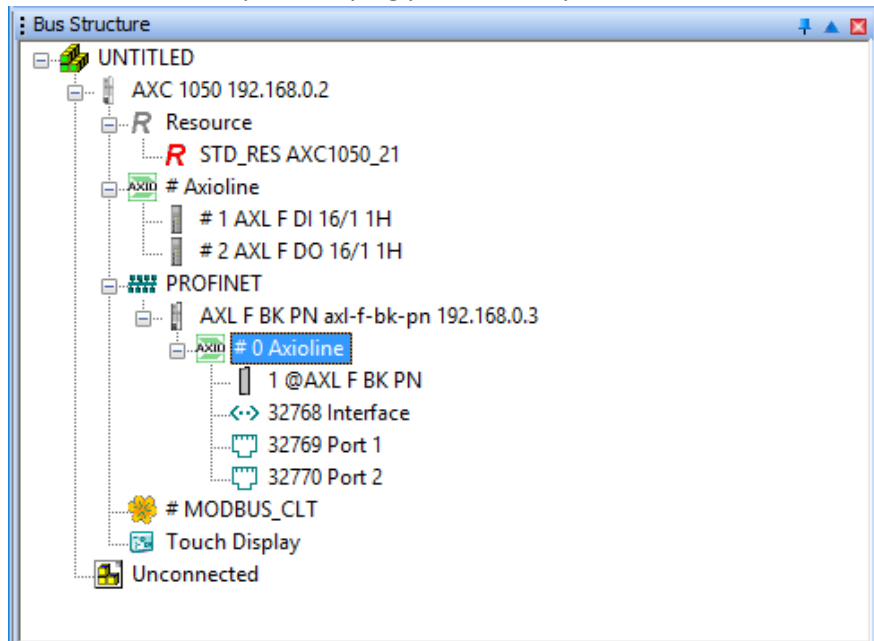 Bus Structure
UNTITLED
AXC 1050 192.168.0.2
R Resource
R STD_RES AXC1050_21
AXIO # Axioline
# 1 AXL F DI 16/1 1H
# 2 AXL F DO 16/1 1H
PROFINET
AXL F BK PN axl-f-bk-pn 192.168.0.3
AXIO # 0 Axioline
1 @AXL F BK PN
32768 Interface
32769 Port 1
32770 Port 2
# MODBUS_CLT
Touch Display
Unconnected